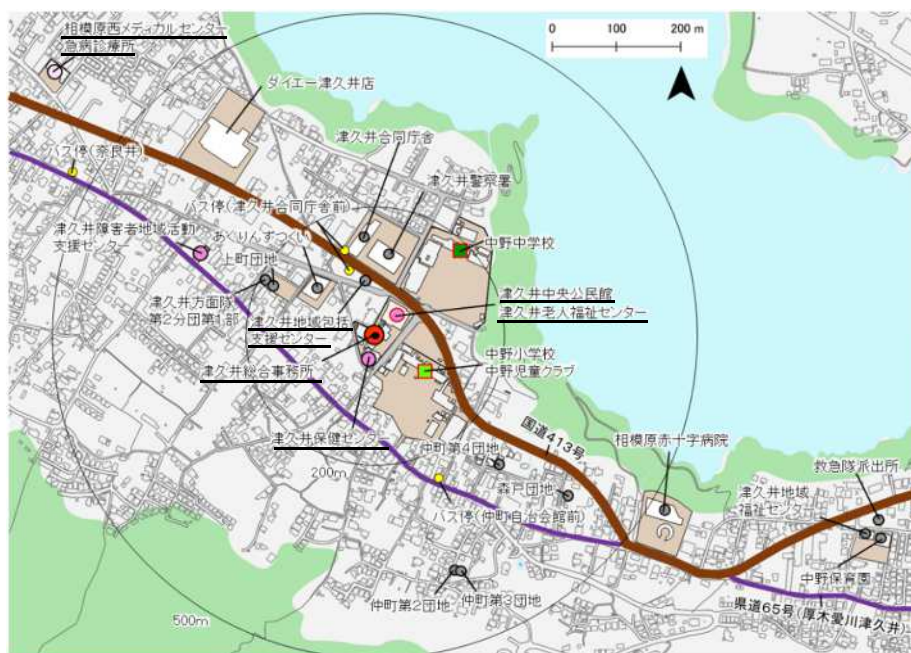 相模原西メディカルセンター
急病診療所
0 100 200 m
ダイエー津久井店
津久井合同庁舎
バス停(奈良井)
津久井警察署
バス停(津久井合同庁舎前)
津久井障害者地域活動
支援センター
あぐりんずつくい
上町団地
中野中学校
津久井方面隊
第2分団第1部
津久井地域包括
支援センター
津久井中央公民館
津久井老人福祉センター
津久井総合事務所
中野小学校
中野児童クラブ
津久井保健センター
国道413号
相模原赤十字病院
仲町第4団地
200m
救急隊派出所
森戸団地
津久井地域
福祉センター
バス停(仲町自治会館前)
中野保育園
仲町第2団地
仲町第3団地
県道65号(厚木愛川津久井)
500m